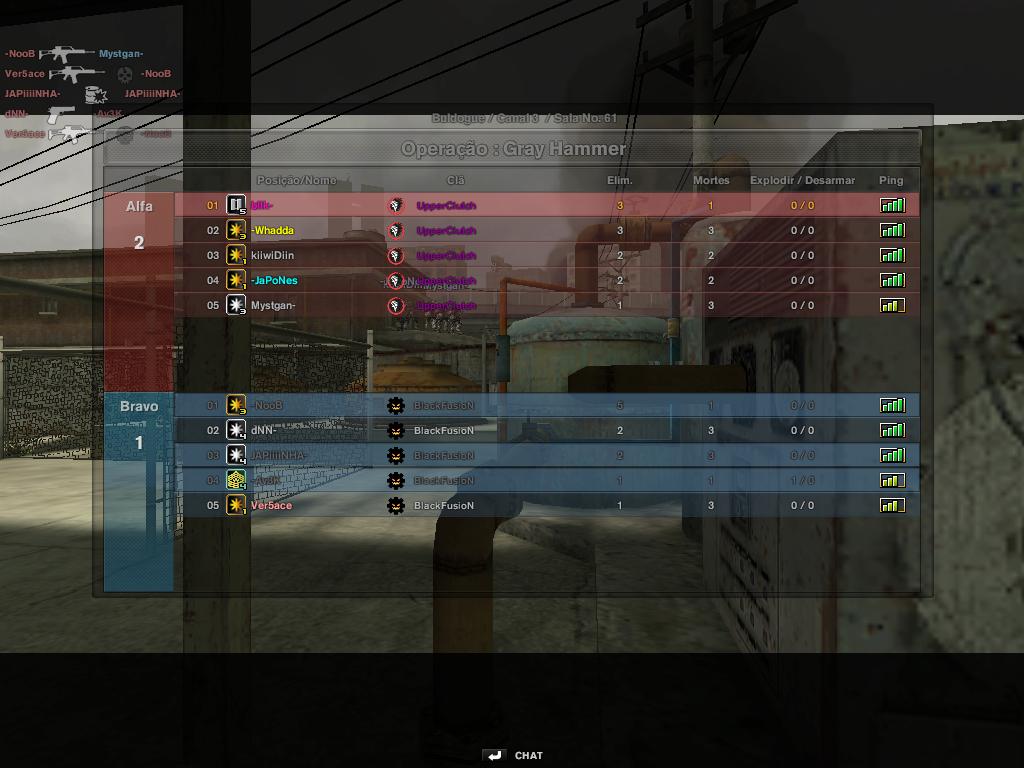 -NooB Mystgan-
Ver5ace -NooB
JAPiiiiNHA- JAPiiiiNHA-
dNN- -Av3K
Ver5ace -NooB
Buldogue / Canal 3 / Sala No. 61
Operação : Gray Hammer
Posição/Nome Clã Elim. Mortes Explodir / Desarmar Ping
Alfa
2
01 UpperClutch 3 1 0 / 0
02 -Whadda UpperClutch 3 3 0 / 0
03 kiiwiDiin UpperClutch 2 2 0 / 0
04 -JaPoNes UpperClutch 2 2 0 / 0
05 Mystgan- UpperClutch 1 3 0 / 0
Bravo
1
01 -NooB BlackFusioN 5 1 0 / 0
02 dNN- BlackFusioN 2 3 0 / 0
03 JAPiiiiNHA- BlackFusioN 2 3 0 / 0
04 -Av3K BlackFusioN 1 1 1 / 0
05 Ver5ace BlackFusioN 1 3 0 / 0
CHAT